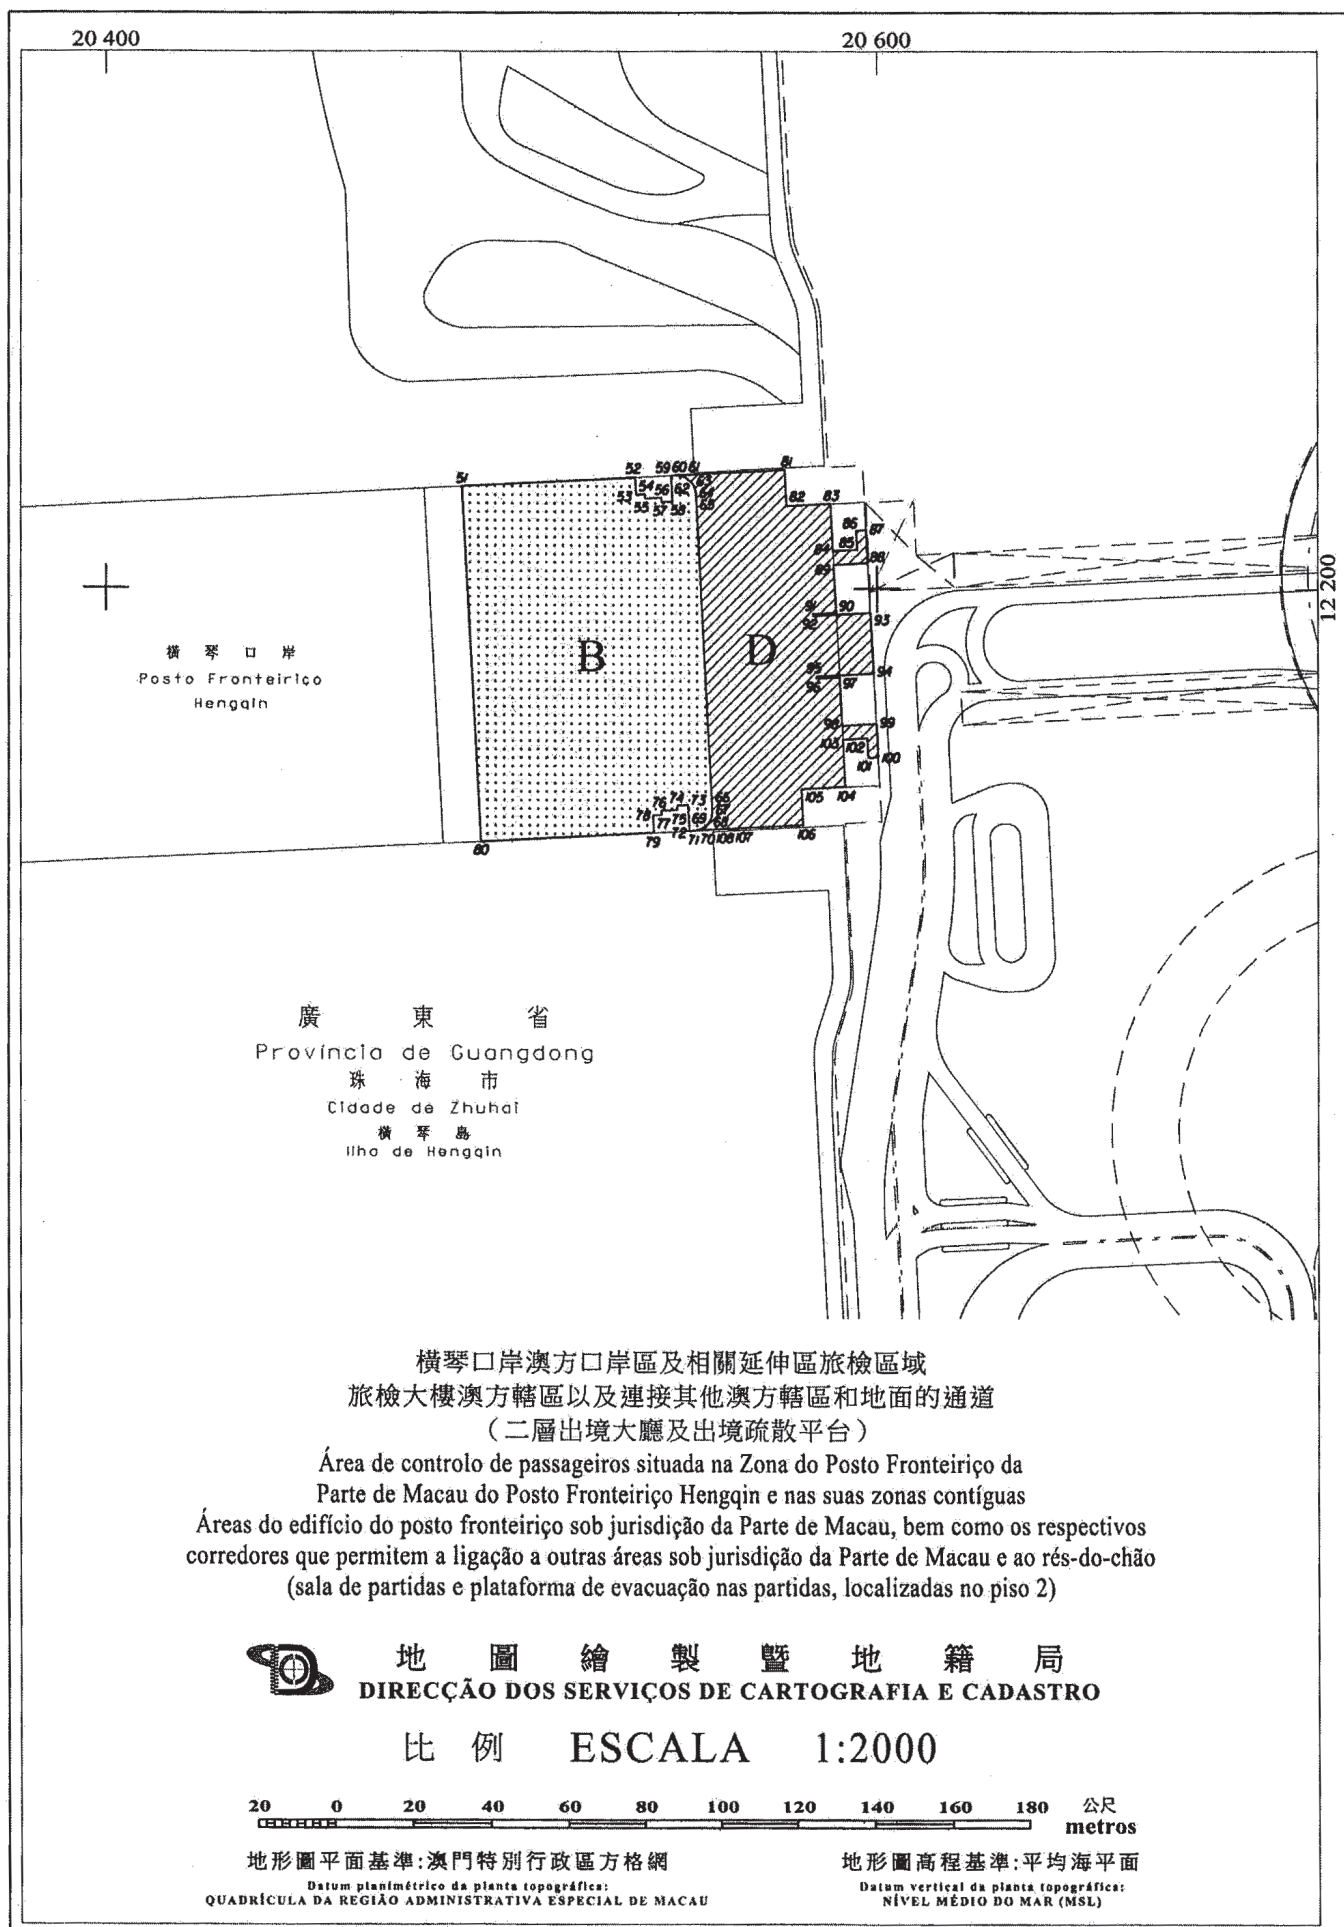 20 400
20 600
12 200
51
52
59
60
61
81
53
54
56
62
63
64
65
55
57
58
82
83
86
87
84
85
88
89
91
90
92
93
95
94
96
97
98
99
103
102
101
100
105
104
76
74
73
66
67
78
77
75
69
68
80
79
72
71
70
108
107
106
B
D
橫琴口岸
Posto Fronteiriço
Hengqin
廣東省
Província de Guangdong
珠海市
Cidade de Zhuhai
橫琴島
Ilha de Hengqin
橫琴口岸澳方口岸區及相關延伸區旅檢區域
旅檢大樓澳方轄區以及連接其他澳方轄區和地面的通道
（二層出境大廳及出境疏散平台）
Área de controlo de passageiros situada na Zona do Posto Fronteiriço da
Parte de Macau do Posto Fronteiriço Hengqin e nas suas zonas contíguas
Áreas do edifício do posto fronteiriço sob jurisdição da Parte de Macau, bem como os respectivos
corredores que permitem a ligação a outras áreas sob jurisdição da Parte de Macau e ao rés-do-chão
(sala de partidas e plataforma de evacuação nas partidas, localizadas no piso 2)
地圖繪製暨地籍局
DIRECÇÃO DOS SERVIÇOS DE CARTOGRAFIA E CADASTRO
比例 ESCALA 1:2000
20 0 20 40 60 80 100 120 140 160 180 公尺
metros
地形圖平面基準:澳門特別行政區方格網
Datum planimétrico da planta topográfica:
QUADRÍCULA DA REGIÃO ADMINISTRATIVA ESPECIAL DE MACAU
地形圖高程基準:平均海平面
Datum vertical da planta topográfica:
NÍVEL MÉDIO DO MAR (MSL)